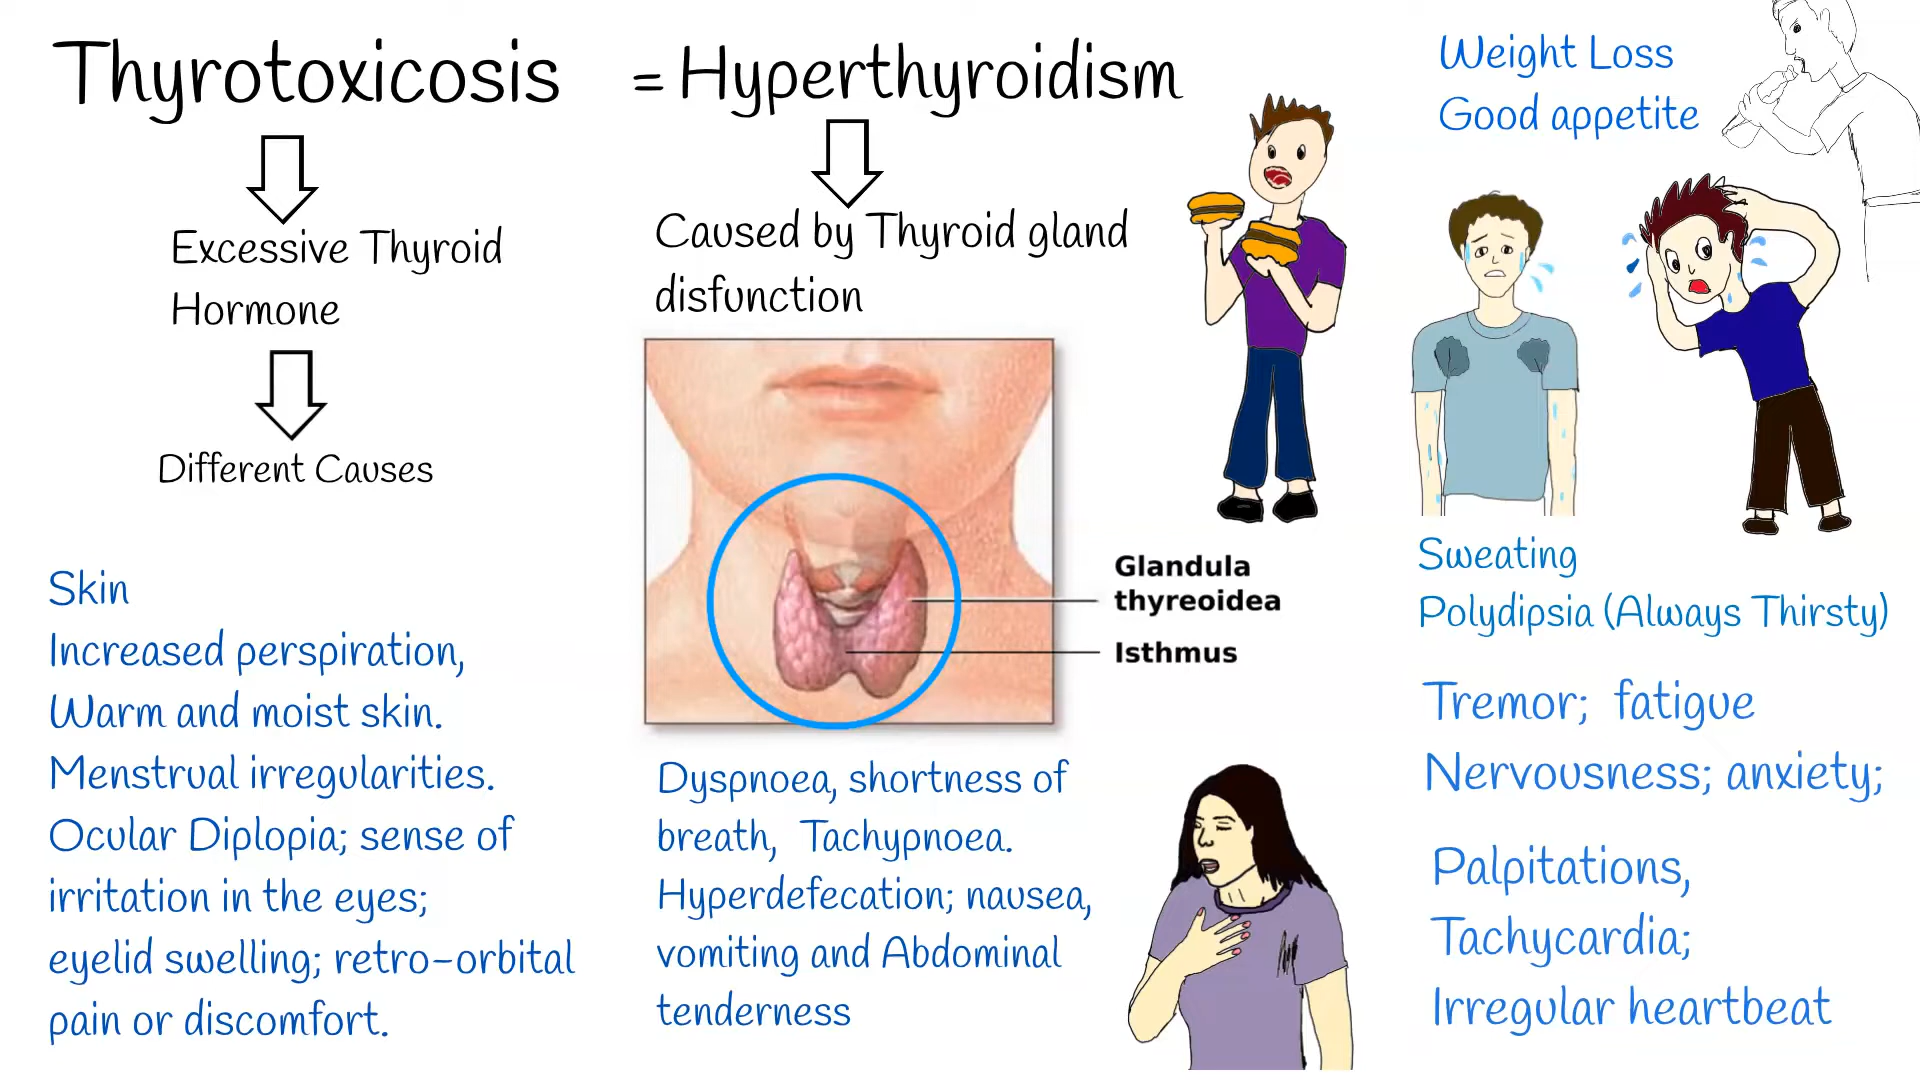 Thyrotoxicosis = Hyperthyroidism
Excessive Thyroid
Hormone
Different Causes
Caused by Thyroid gland
disfunction
Weight Loss
Good appetite
Glandula
thyreoidea
Isthmus
Sweating
Polydipsia (Always Thirsty)
Tremor; fatigue
Nervousness; anxiety;
Palpitations,
Tachycardia;
Irregular heartbeat
Skin
Increased perspiration,
Warm and moist skin.
Menstrual irregularities.
Ocular Diplopia; sense of
irritation in the eyes;
eyelid swelling; retro-orbital
pain or discomfort.
Dyspnoea, shortness of
breath, Tachypnoea.
Hyperdefecation; nausea,
vomiting and Abdominal
tenderness